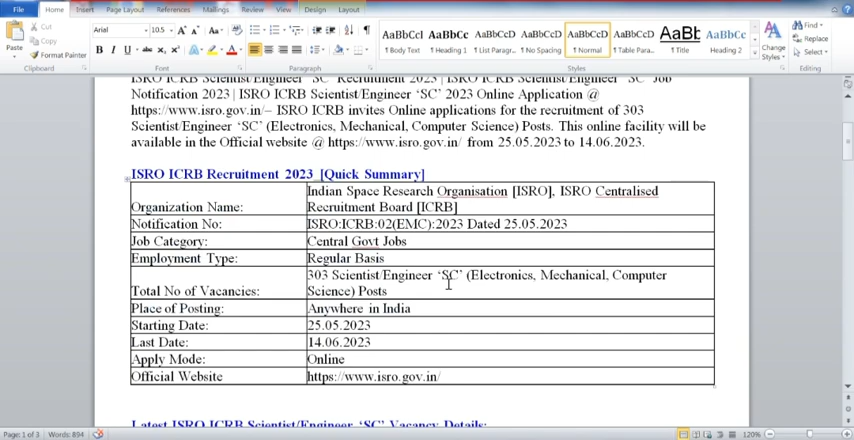 File Home Insert Page Layout References Mailings Review View Design Layout
Cut
Copy
Format Painter
Paste
Arial 10.5
AaBbCcI AaBbCc AaBbCcD AaBbCcD AaBbCcD AaBbCcD AaBb AaBbCc
¶ Body Text ¶ Heading 1 ¶ List Paragr... ¶ No Spacing ¶ Normal ¶ Table Para... ¶ Title Heading 2
Change Styles
Find
Replace
Select
Clipboard Font Paragraph Styles Editing
ISRO ICRB Scientist/Engineer 'SC' Recruitment 2023 | ISRO ICRB Scientist/Engineer 'SC' Job
Notification 2023 | ISRO ICRB Scientist/Engineer ‘SC’ 2023 Online Application @
https://www.isro.gov.in/– ISRO ICRB invites Online applications for the recruitment of 303
Scientist/Engineer ‘SC’ (Electronics, Mechanical, Computer Science) Posts. This online facility will be
available in the Official website @ https://www.isro.gov.in/ from 25.05.2023 to 14.06.2023.
ISRO ICRB Recruitment 2023 [Quick Summary]
Organization Name: Indian Space Research Organisation [ISRO], ISRO Centralised
Recruitment Board [ICRB]
Notification No: ISRO:ICRB:02(EMC):2023 Dated 25.05.2023
Job Category: Central Govt Jobs
Employment Type: Regular Basis
Total No of Vacancies: 303 Scientist/Engineer ‘SC’ (Electronics, Mechanical, Computer
Science) Posts
Place of Posting: Anywhere in India
Starting Date: 25.05.2023
Last Date: 14.06.2023
Apply Mode: Online
Official Website https://www.isro.gov.in/
Latest ISRO ICRB Scientist/Engineer ‘SC’ Vacancy Details:
Page: 1 of 3 Words: 894 120%